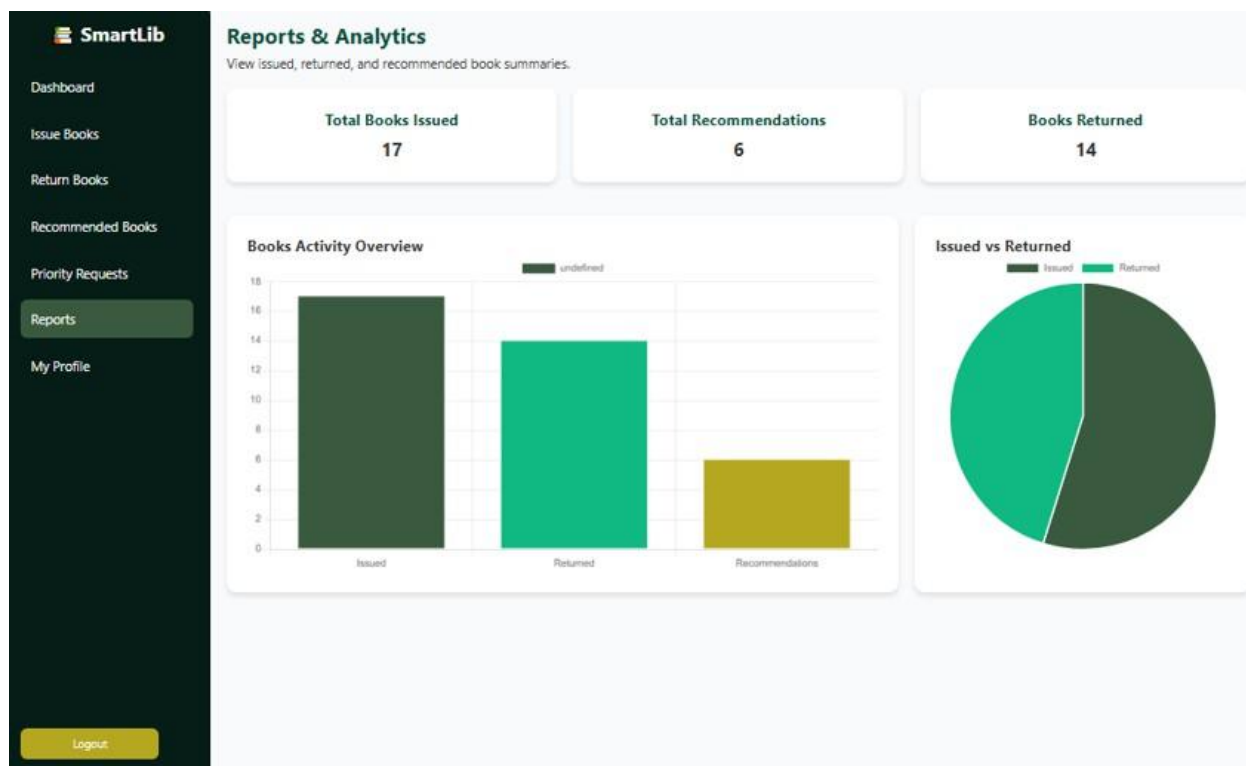 SmartLib
Dashboard
Issue Books
Return Books
Recommended Books
Priority Requests
Reports
My Profile
Logout
Reports & Analytics
View issued, returned, and recommended book summaries.
Total Books Issued
17
Total Recommendations
6
Books Returned
14
Books Activity Overview
undefined
18
16
14
12
10
8
6
4
2
0
Issued Returned Recommendations
Issued vs Returned
Issued Returned